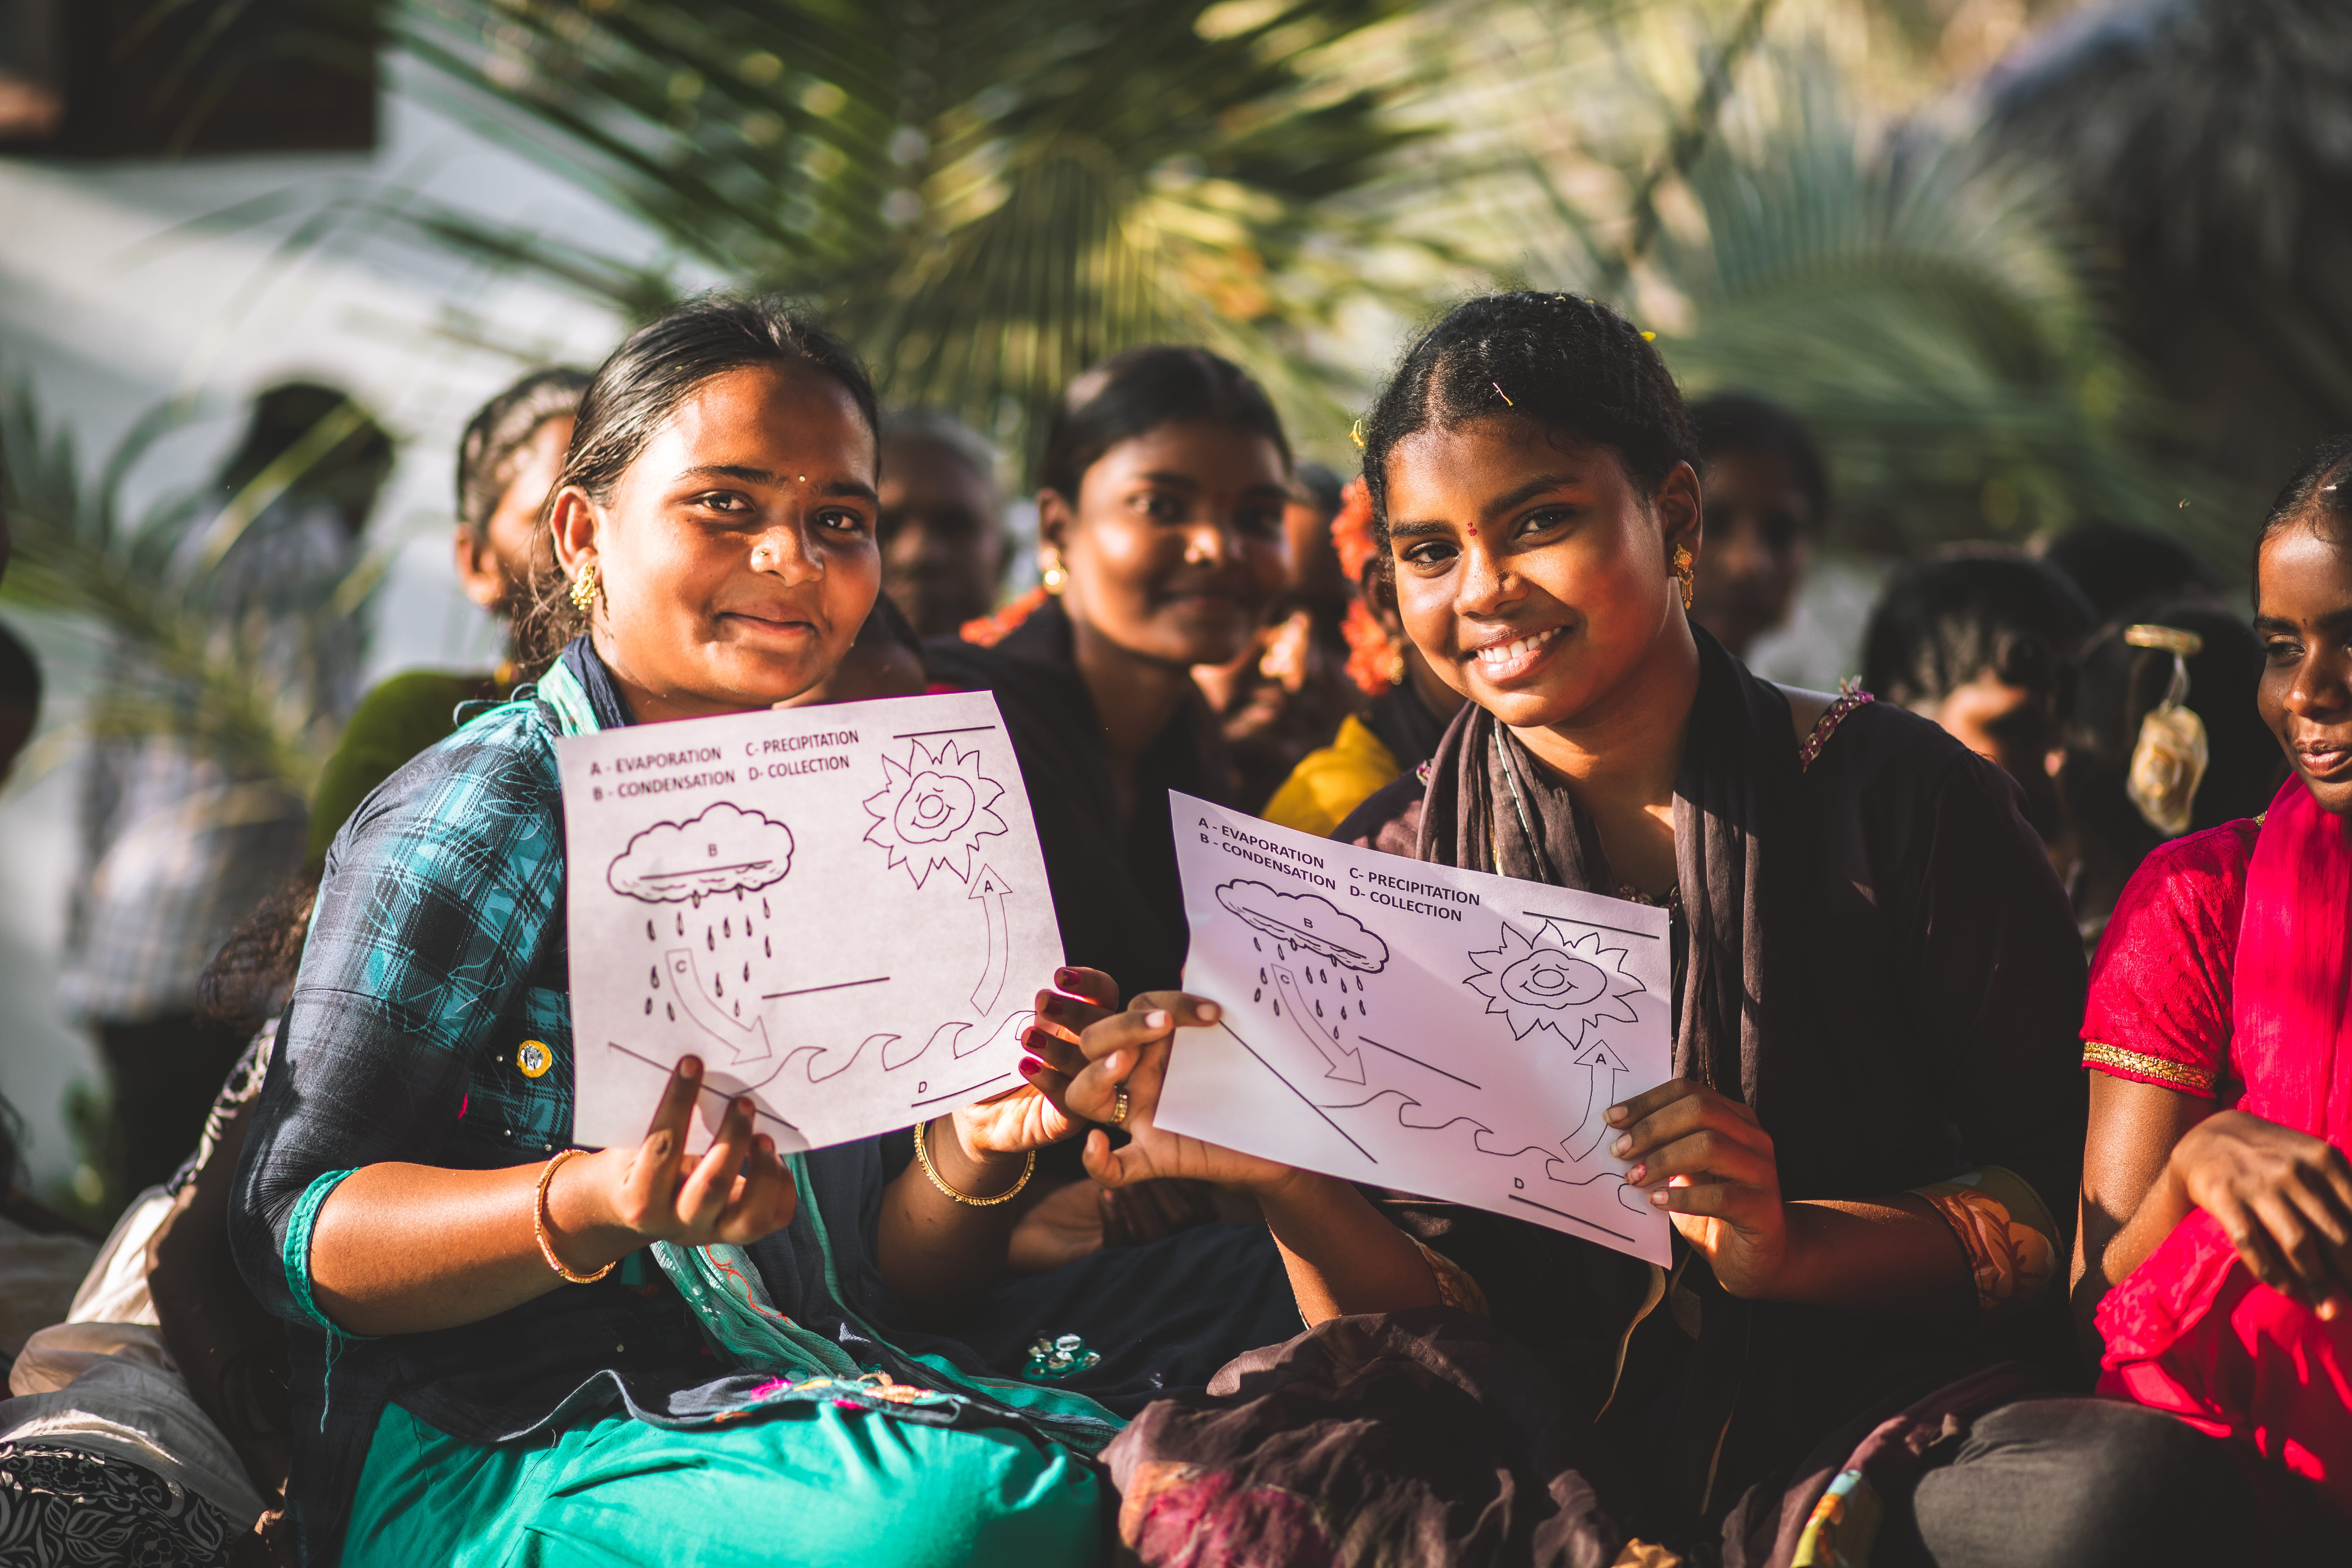 A - EVAPORATION C- PRECIPITATION
B - CONDENSATION D- COLLECTION
B
A
C
D
A - EVAPORATION C- PRECIPITATION
B - CONDENSATION D- COLLECTION
B
C
A
D